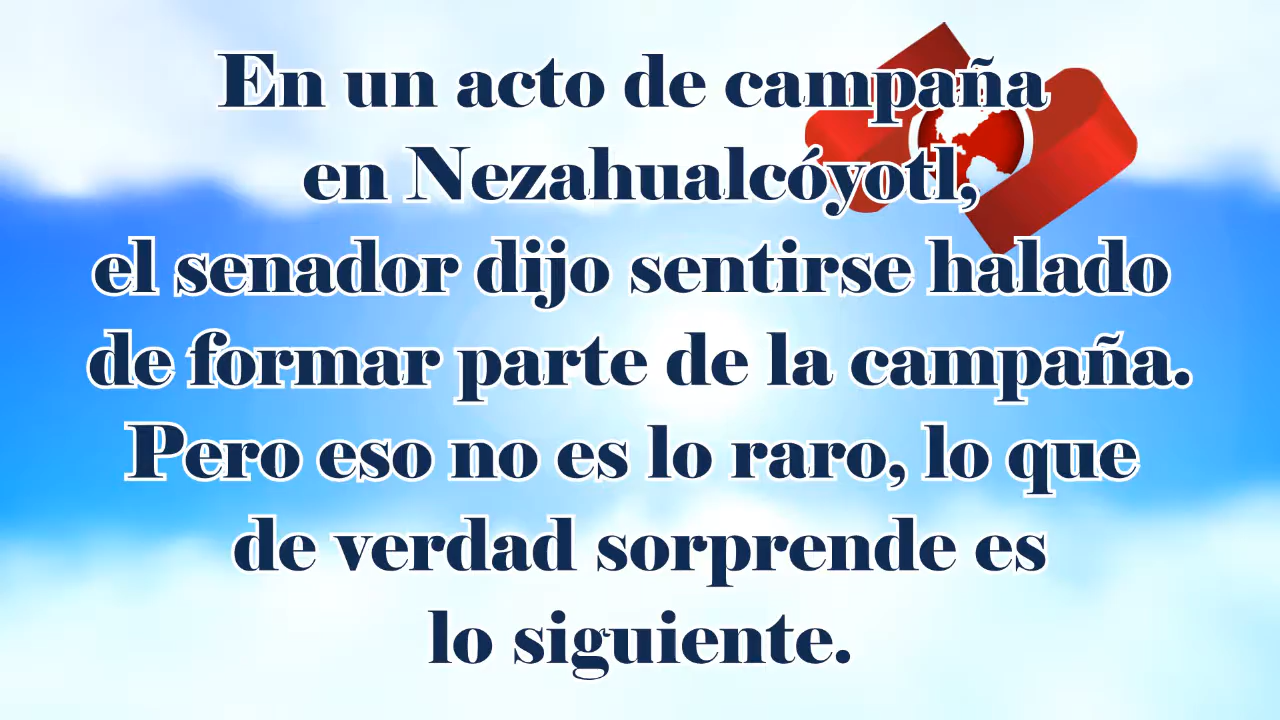 En un acto de campaña
en Nezahualcóyotl,
el senador dijo sentirse halado
de formar parte de la campaña.
Pero eso no es lo raro, lo que
de verdad sorprende es
lo siguiente.